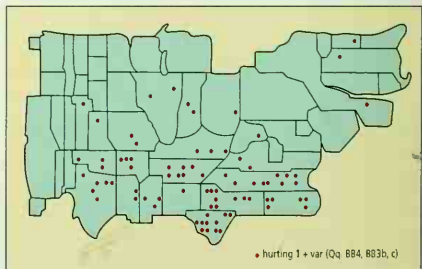 • hurting 1 + var (Qq. BB4, BB3b, c)